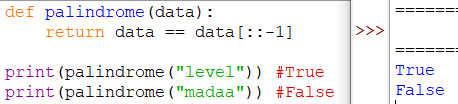 def palindrome(data):
    return data == data[::-1]

print(palindrome("level")) #True
print(palindrome("madaa")) #False
>>>
=======
=======
True
False